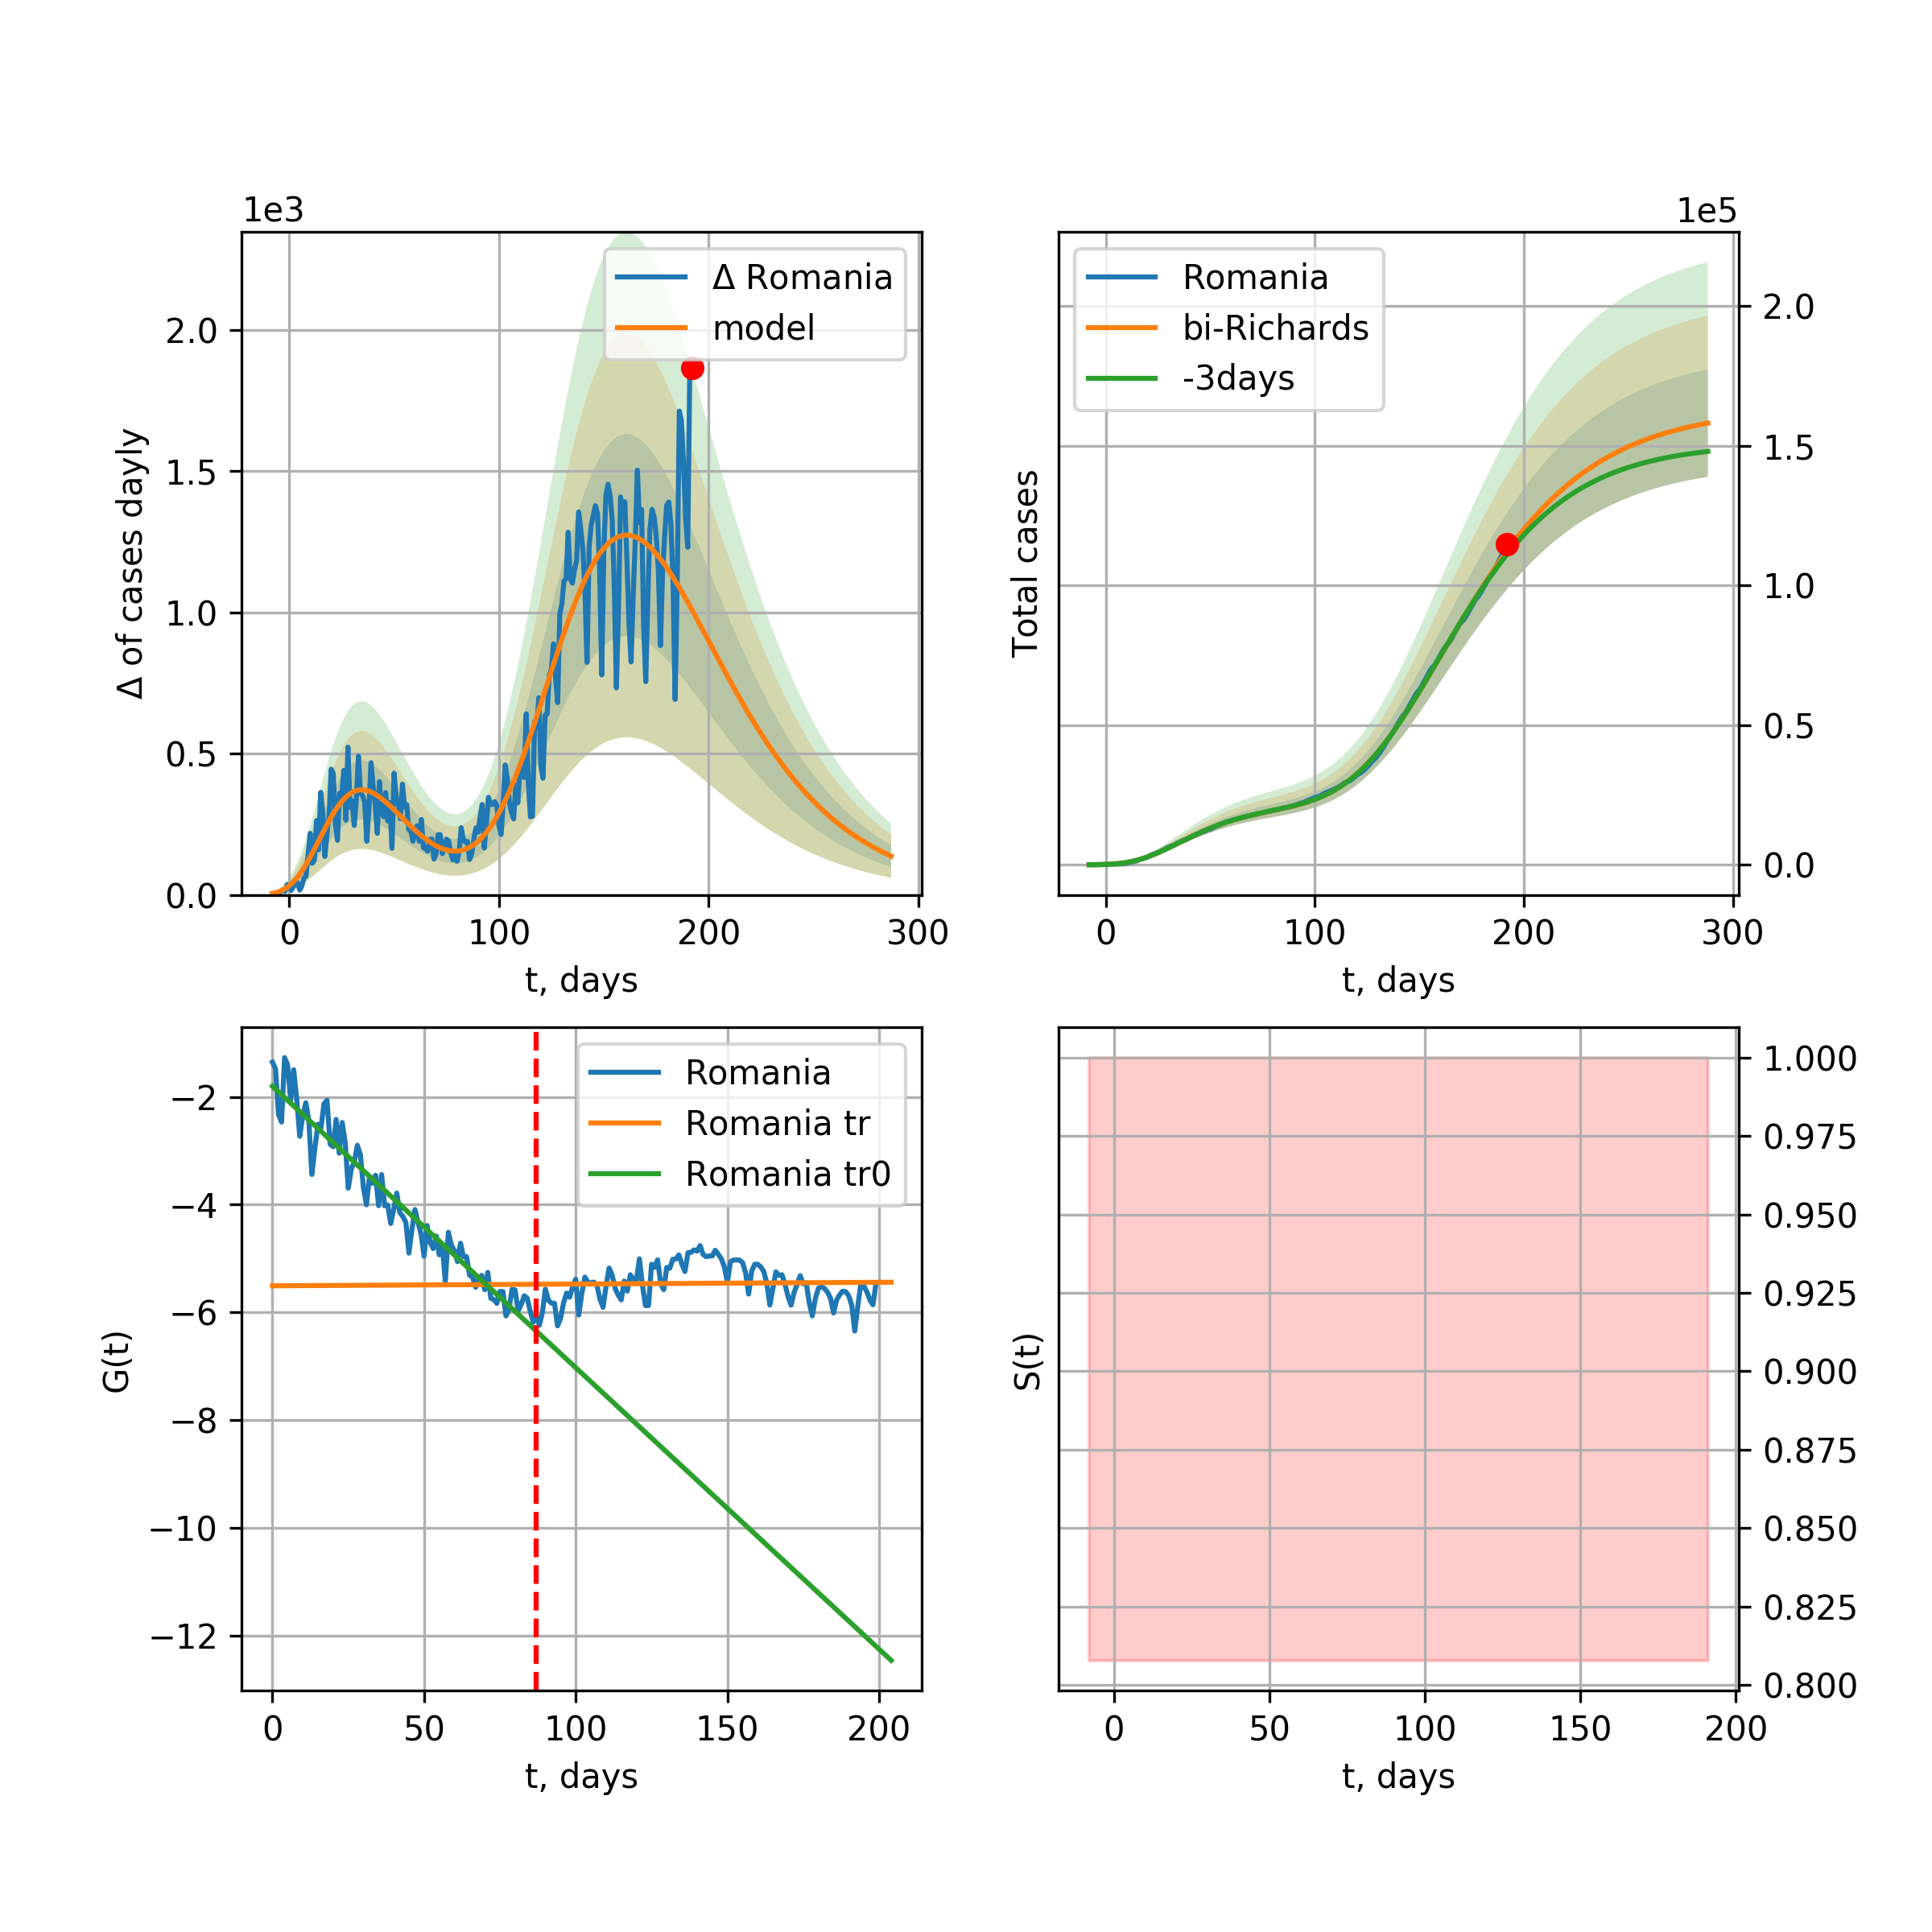 1e3
Δ Romania
model
2.0
1.5
1.0
0.5
0.0
Δ of cases dayly
0
100
200
300
t, days
1e5
Romania
bi-Richards
-3days
2.0
1.5
1.0
0.5
0.0
Total cases
0
100
200
300
t, days
Romania
Romania tr
Romania tr0
−2
−4
−6
−8
−10
−12
G(t)
0
50
100
150
200
t, days
1.000
0.975
0.950
0.925
0.900
0.875
0.850
0.825
0.800
S(t)
0
50
100
150
200
t, days